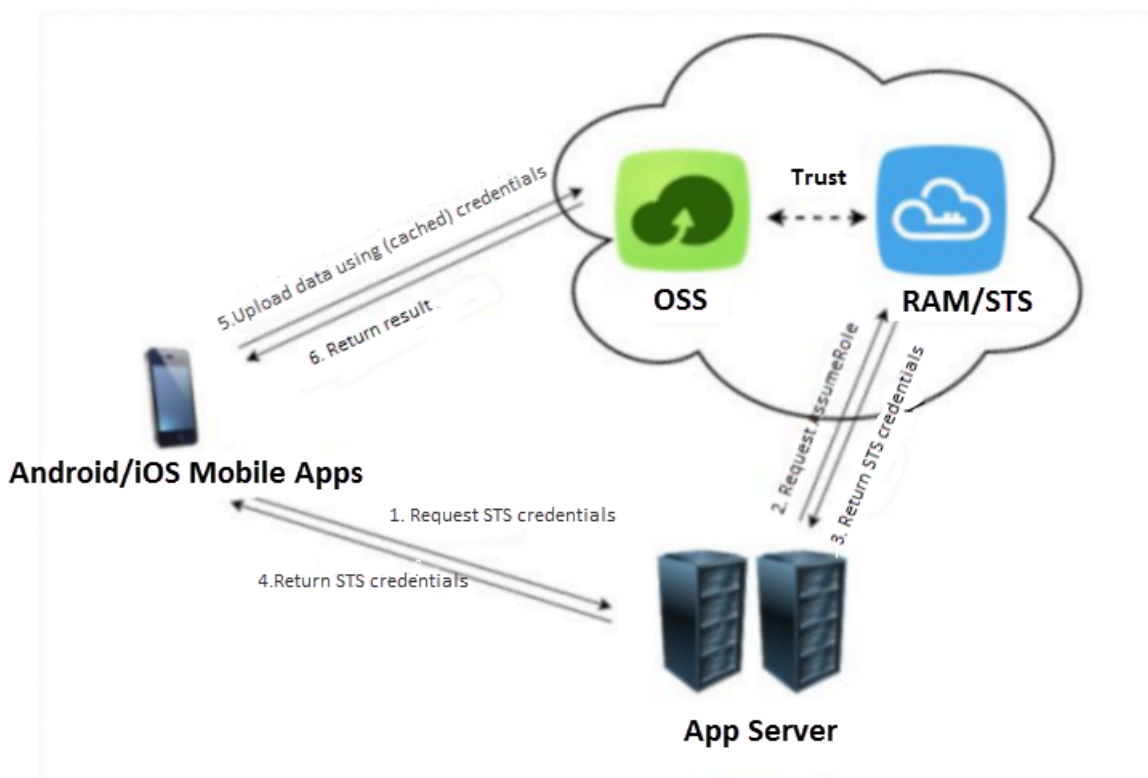 Trust
OSS
RAM/STS
5.Upload data using (cached) credentials
6. Return result
2. Request AssumeRole
3. Return STS credentials
Android/iOS Mobile Apps
1. Request STS credentials
4.Return STS credentials
App Server